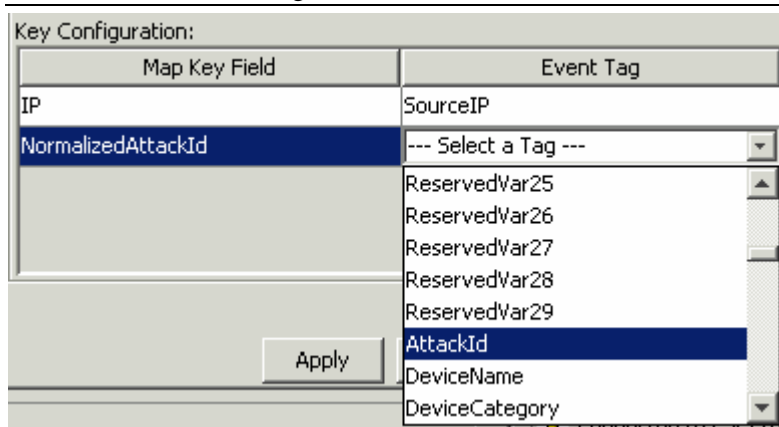 Key Configuration:
Map Key Field Event Tag
IP SourceIP
NormalizedAttackId --- Select a Tag ---
ReservedVar25
ReservedVar26
ReservedVar27
ReservedVar28
ReservedVar29
AttackId
Apply
DeviceName
DeviceCategory